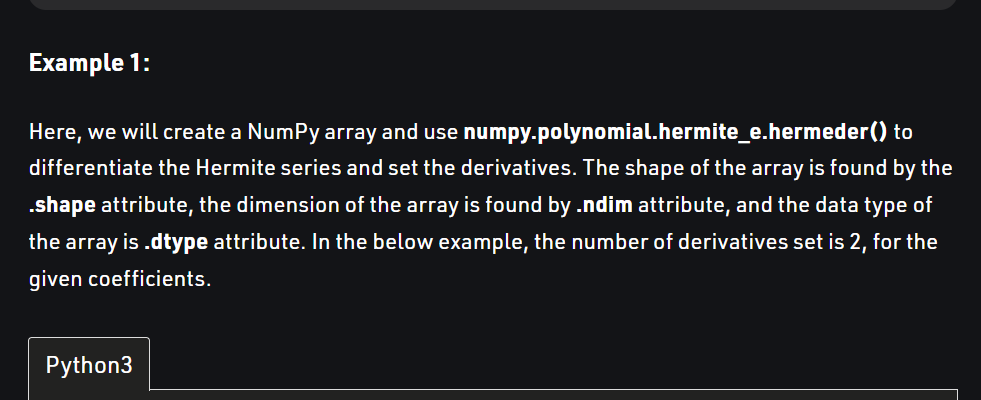 Example 1:
Here, we will create a NumPy array and use numpy.polynomial.hermite_e.hermeder() to
differentiate the Hermite series and set the derivatives. The shape of the array is found by the
.shape attribute, the dimension of the array is found by .ndim attribute, and the data type of
the array is .dtype attribute. In the below example, the number of derivatives set is 2, for the
given coefficients.
Python3